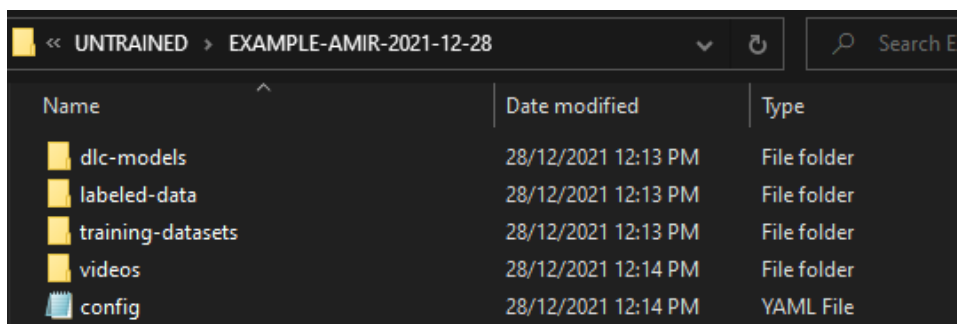 « UNTRAINED > EXAMPLE-AMIR-2021-12-28 Search E
Name Date modified Type
dlc-models 28/12/2021 12:13 PM File folder
labeled-data 28/12/2021 12:13 PM File folder
training-datasets 28/12/2021 12:13 PM File folder
videos 28/12/2021 12:14 PM File folder
config 28/12/2021 12:14 PM YAML File